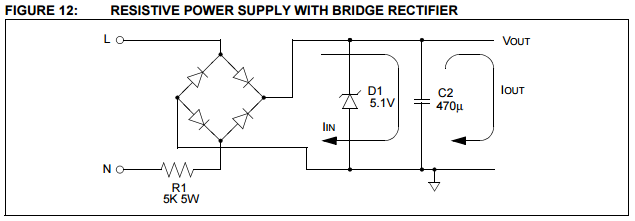 FIGURE 12: RESISTIVE POWER SUPPLY WITH BRIDGE RECTIFIER
L
VOUT
D1
5.1V
C2
470µ
IOUT
IIN
N
R1
5K 5W